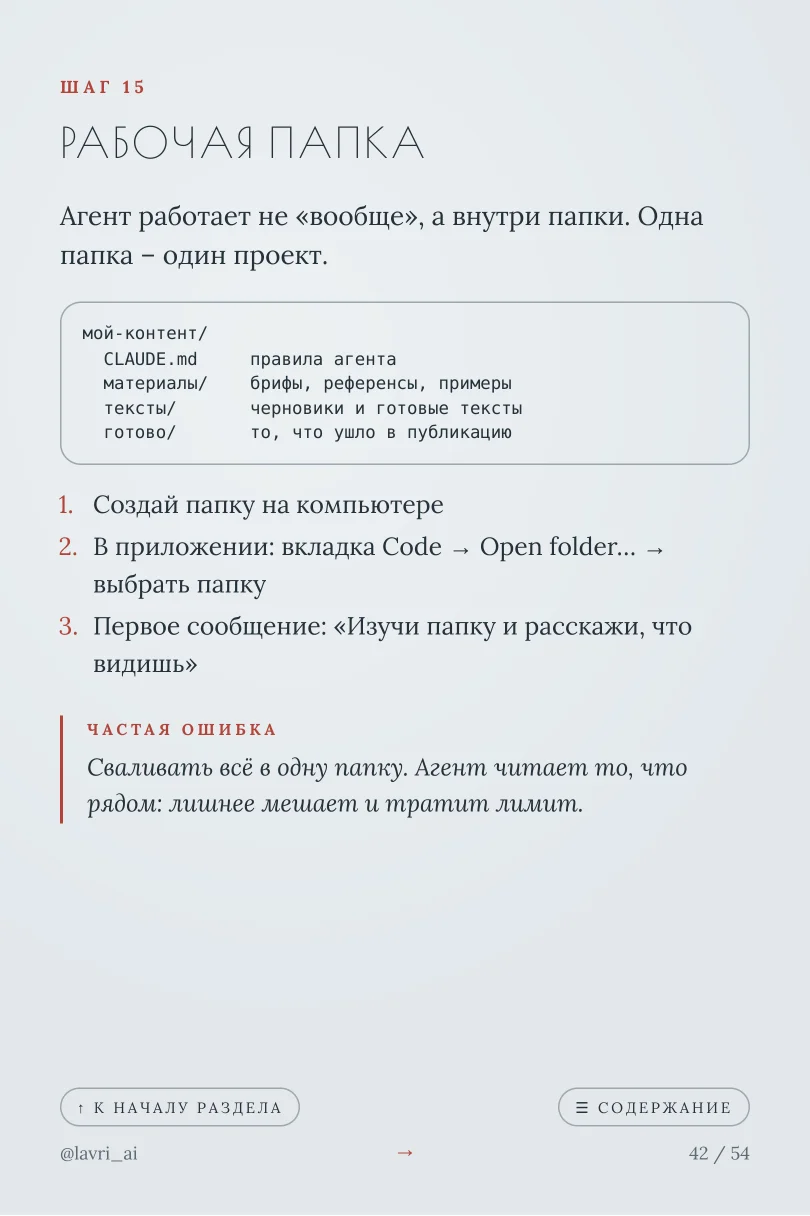 ШАГ 15
РАБОЧАЯ ПАПКА
Агент работает не «вообще», а внутри папки. Одна
папка – один проект.
мой-контент/
CLAUDE.md правила агента
материалы/ брифы, референсы, примеры
тексты/ черновики и готовые тексты
готово/ то, что ушло в публикацию
1. Создай папку на компьютере
2. В приложении: вкладка Code → Open folder… →
выбрать папку
3. Первое сообщение: «Изучи папку и расскажи, что
видишь»
ЧАСТАЯ ОШИБКА
Сваливать всё в одну папку. Агент читает то, что
рядом: лишнее мешает и тратит лимит.
↑ К НАЧАЛУ РАЗДЕЛА
☰ СОДЕРЖАНИЕ
@lavri_ai → 42 / 54